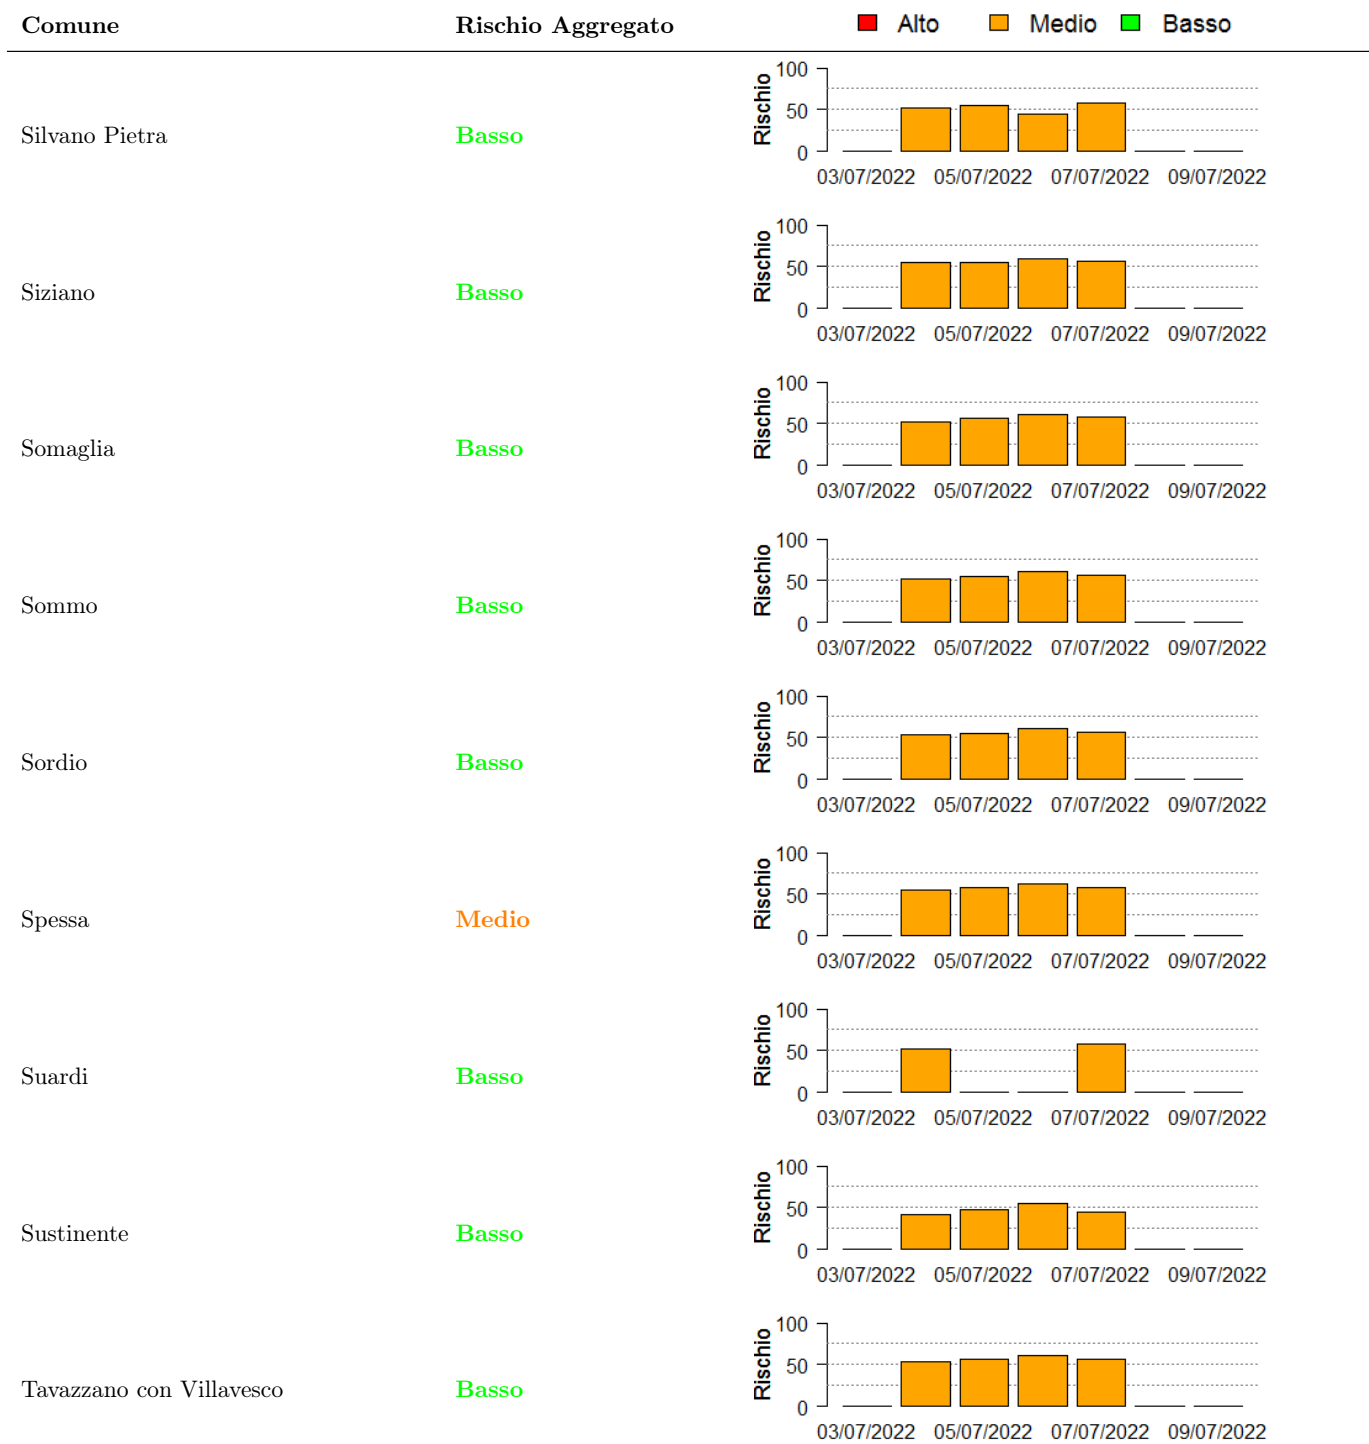 Comune Rischio Aggregato Alto Medio Basso
Silvano Pietra Basso
Rischio
100
50
0
03/07/2022 05/07/2022 07/07/2022 09/07/2022
Siziano Basso
Rischio
100
50
0
03/07/2022 05/07/2022 07/07/2022 09/07/2022
Somaglia Basso
Rischio
100
50
0
03/07/2022 05/07/2022 07/07/2022 09/07/2022
Sommo Basso
Rischio
100
50
0
03/07/2022 05/07/2022 07/07/2022 09/07/2022
Sordio Basso
Rischio
100
50
0
03/07/2022 05/07/2022 07/07/2022 09/07/2022
Spessa Medio
Rischio
100
50
0
03/07/2022 05/07/2022 07/07/2022 09/07/2022
Suardi Basso
Rischio
100
50
0
03/07/2022 05/07/2022 07/07/2022 09/07/2022
Sustinente Basso
Rischio
100
50
0
03/07/2022 05/07/2022 07/07/2022 09/07/2022
Tavazzano con Villavesco Basso
Rischio
100
50
0
03/07/2022 05/07/2022 07/07/2022 09/07/2022